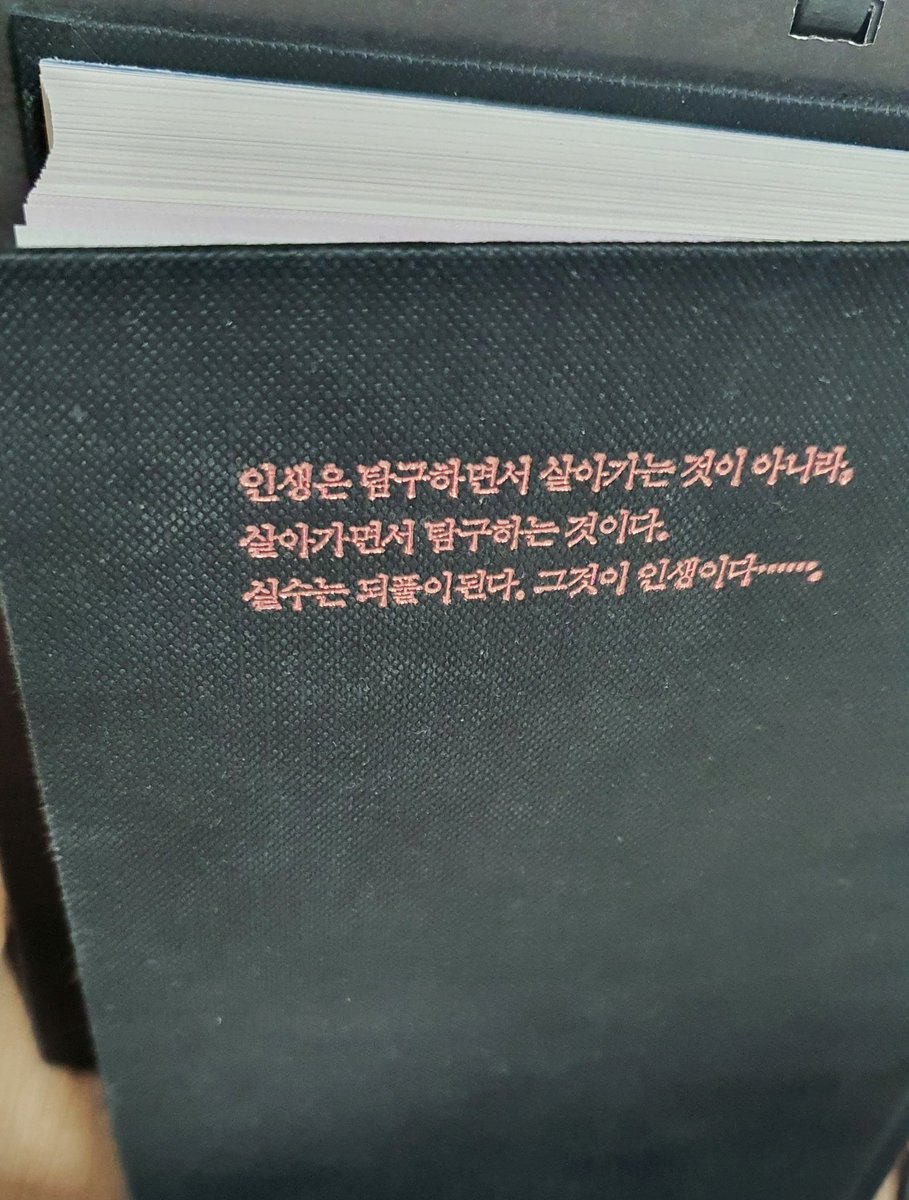 인생은 탐구하면서 살아가는 것이 아니라,
살아가면서 탐구하는 것이다.
실수는 되풀이된다. 그것이 인생이다…….